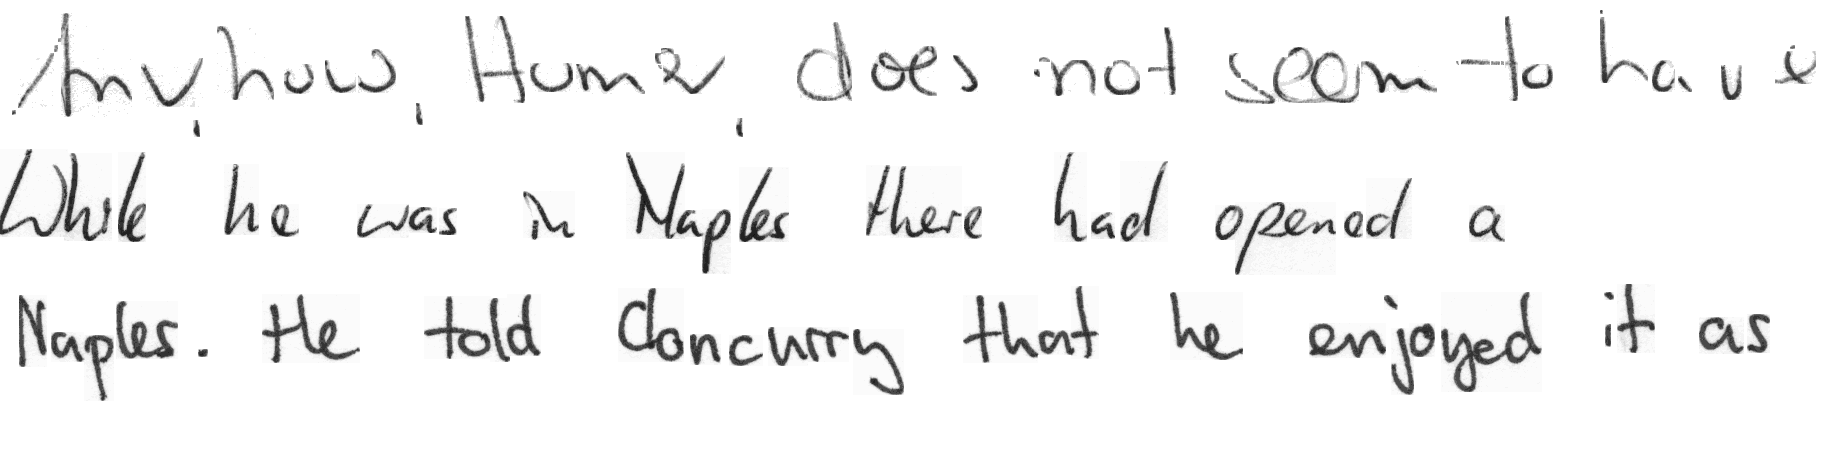 Anyhow, Homer, does not seem to have
While he was in Naples there had opened a
Naples. He told Cloncurry that he enjoyed it as